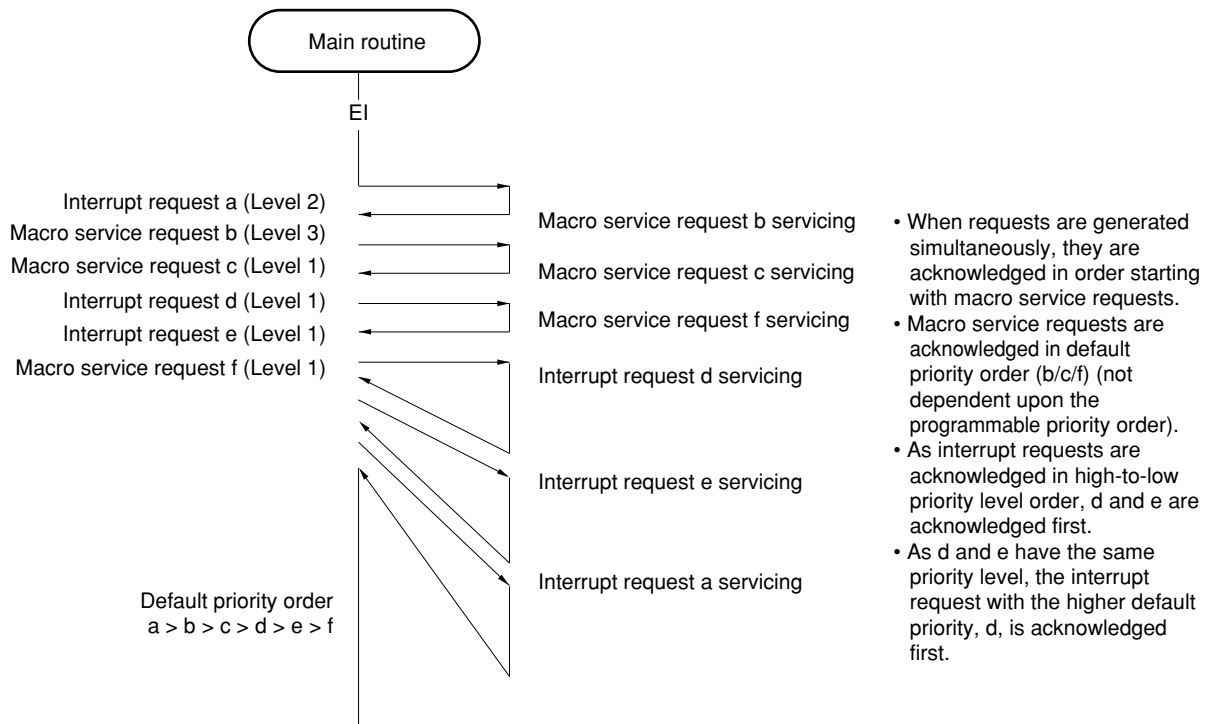 Main routine
EI
Interrupt request a (Level 2)
Macro service request b (Level 3)
Macro service request c (Level 1)
Interrupt request d (Level 1)
Interrupt request e (Level 1)
Macro service request f (Level 1)
Default priority order
a > b > c > d > e > f
Macro service request b servicing
Macro service request c servicing
Macro service request f servicing
Interrupt request d servicing
Interrupt request e servicing
Interrupt request a servicing
• When requests are generated
simultaneously, they are
acknowledged in order starting
with macro service requests.
• Macro service requests are
acknowledged in default
priority order (b/c/f) (not
dependent upon the
programmable priority order).
• As interrupt requests are
acknowledged in high-to-low
priority level order, d and e are
acknowledged first.
• As d and e have the same
priority level, the interrupt
request with the higher default
priority, d, is acknowledged
first.